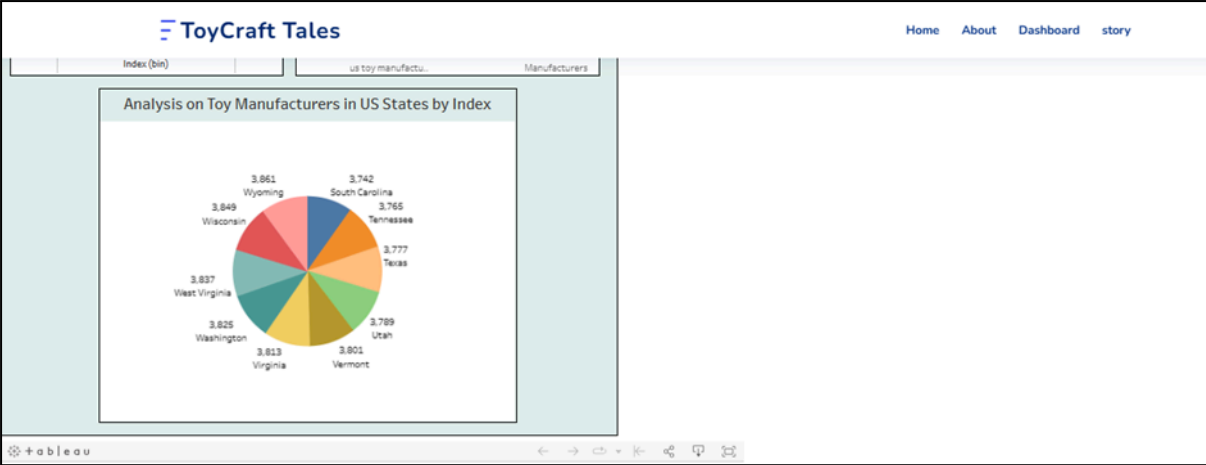 ToyCraft Tales
Home About Dashboard story
Index (bin)
us toy manufactu..
Manufacturers
Analysis on Toy Manufacturers in US States by Index
3,861
Wyoming
3,742
South Carolina
3,849
Wisconsin
3,765
Tennessee
3,777
Texas
3,837
West Virginia
3,789
Utah
3,825
Washington
3,813
Virginia
3,801
Vermont
+ a b | e a u